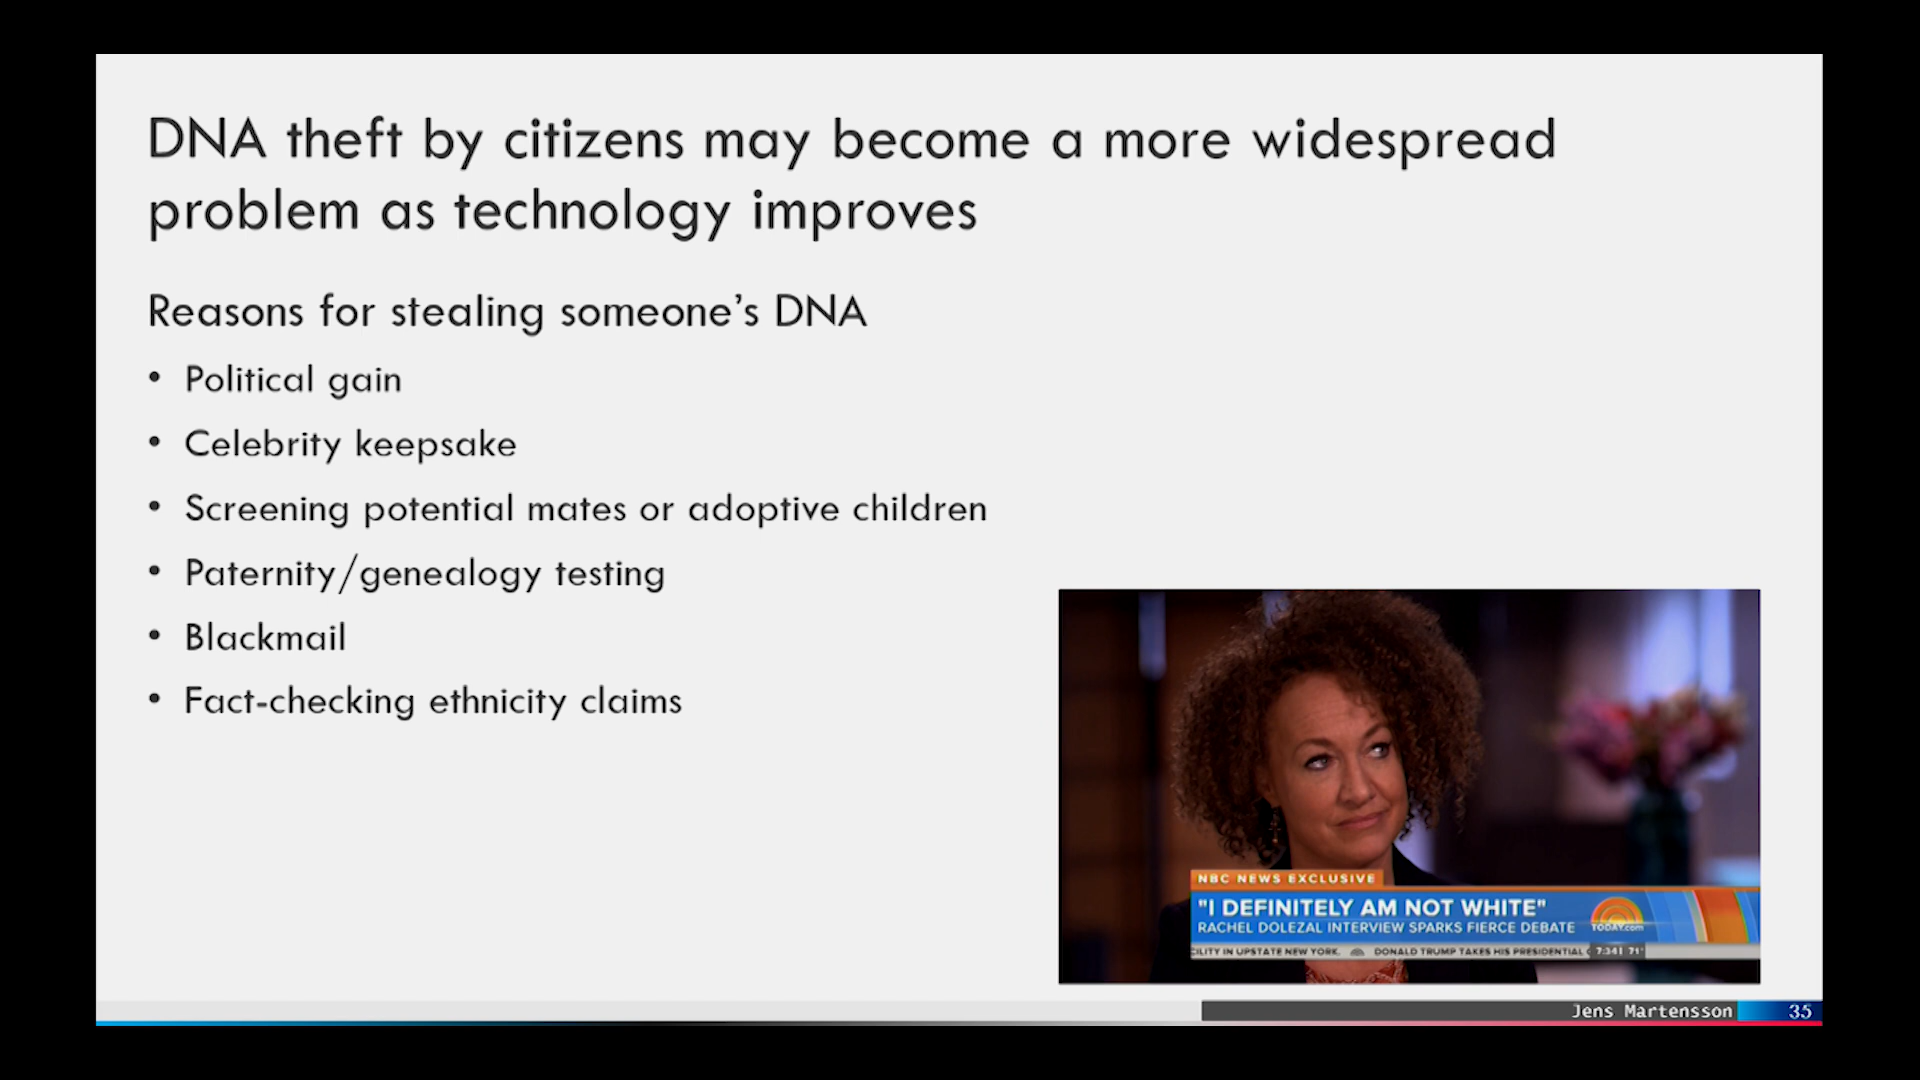 DNA theft by citizens may become a more widespread
problem as technology improves
Reasons for stealing someone’s DNA
• Political gain
• Celebrity keepsake
• Screening potential mates or adoptive children
• Paternity/genealogy testing
• Blackmail
• Fact-checking ethnicity claims
NBC NEWS EXCLUSIVE
"I DEFINITELY AM NOT WHITE"
RACHEL DOLEZAL INTERVIEW SPARKS FIERCE DEBATE
TODAY.com
CILITY IN UPSTATE NEW YORK. DONALD TRUMP TAKES HIS PRESIDENTIAL
7:34 71°
Jens Martensson
35